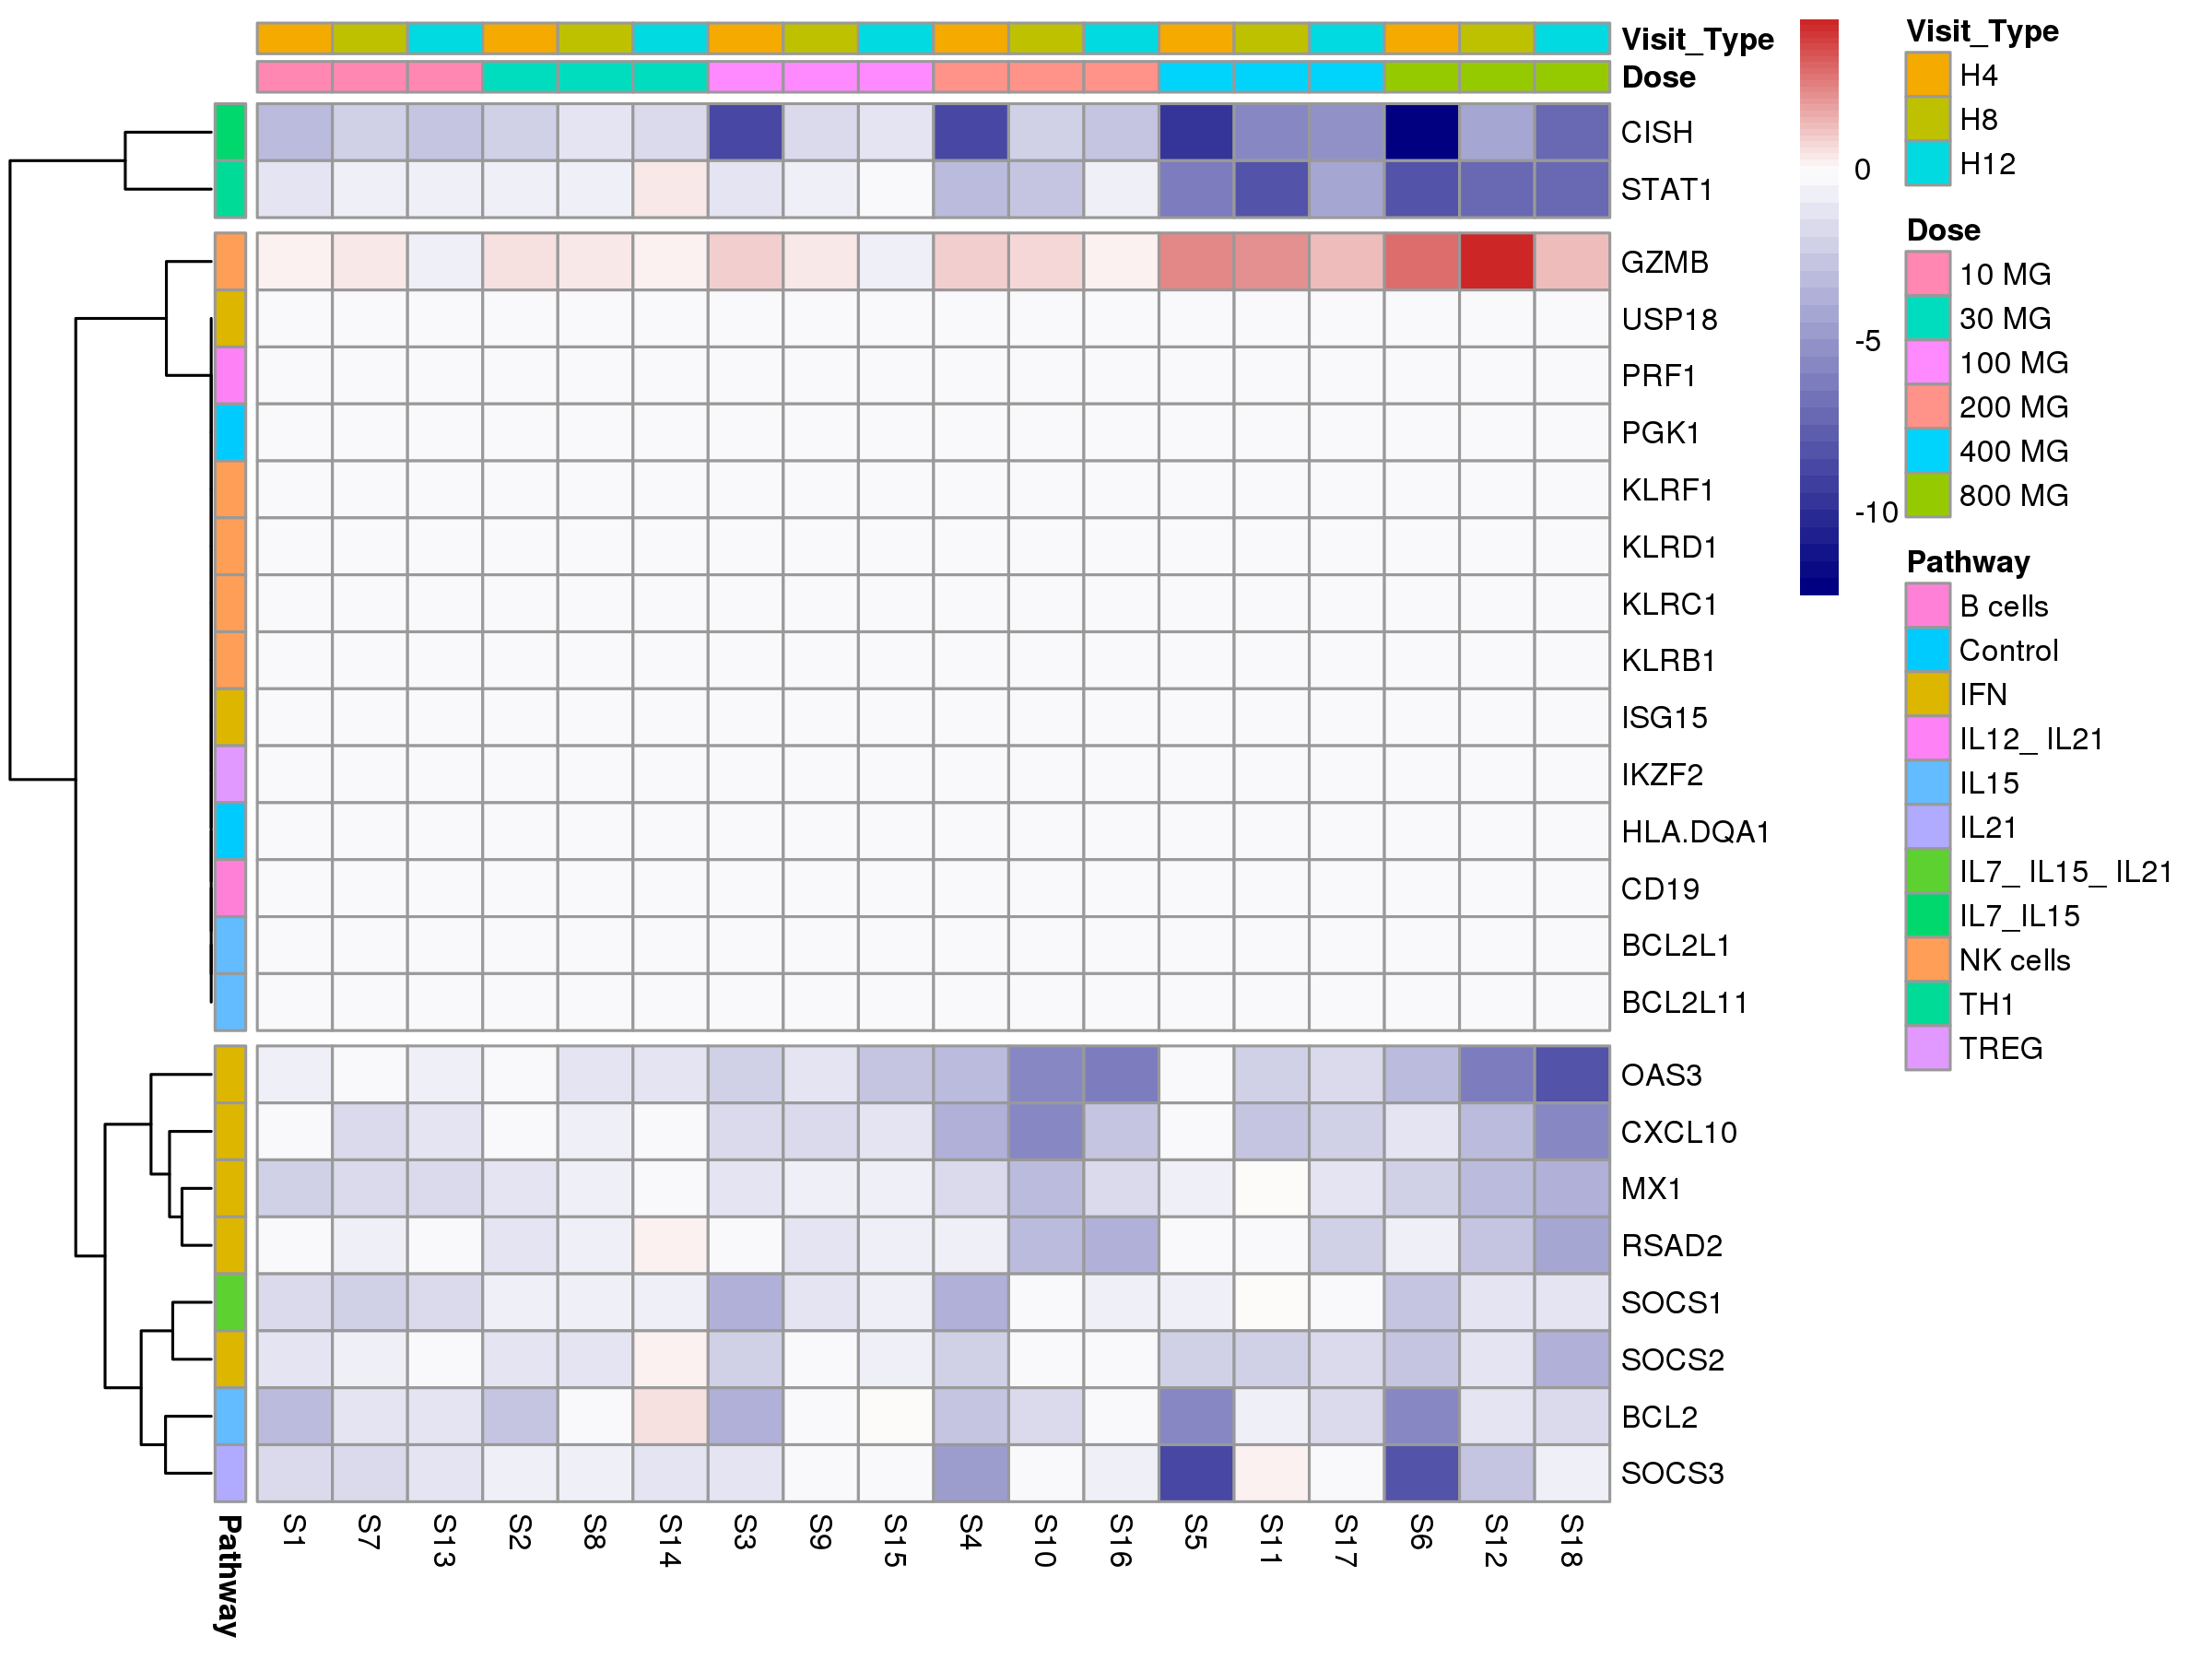 Visit_Type
Dose
CISH
STAT1
GZMB
USP18
PRF1
PGK1
KLRF1
KLRD1
KLRC1
KLRB1
ISG15
IKZF2
HLA.DQA1
CD19
BCL2L1
BCL2L11
OAS3
CXCL10
MX1
RSAD2
SOCS1
SOCS2
BCL2
SOCS3
Pathway
S1
S7
S13
S2
S8
S14
S3
S9
S15
S4
S10
S16
S5
S11
S17
S6
S12
S18
0
-5
-10
Visit_Type
H4
H8
H12
Dose
10 MG
30 MG
100 MG
200 MG
400 MG
800 MG
Pathway
B cells
Control
IFN
IL12_ IL21
IL15
IL21
IL7_ IL15_ IL21
IL7_IL15
NK cells
TH1
TREG